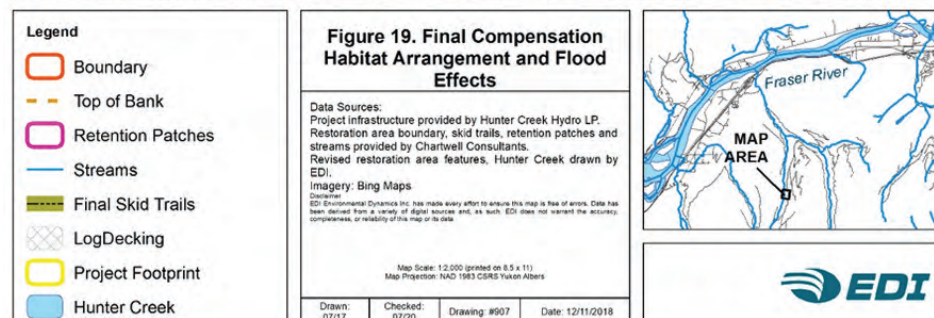 Legend
Boundary
Top of Bank
Retention Patches
Streams
Final Skid Trails
LogDecking
Project Footprint
Hunter Creek
Figure 19. Final Compensation
Habitat Arrangement and Flood
Effects
Data Sources:
Project infrastructure provided by Hunter Creek Hydro LP.
Restoration area boundary, skid trails, retention patches and
streams provided by Chartwell Consultants.
Revised restoration area features, Hunter Creek drawn by
EDI.
Imagery: Bing Maps
Disclaimer
EDI Environmental Dynamics Inc. has made every effort to ensure this map is free of errors. Data has
been derived from a variety of digital sources and, as such, EDI does not warrant the accuracy,
completeness, or reliability of this map or its data.
Map Scale: 1:2,000 (printed on 8.5 x 11)
Map Projection: NAD 1983 CSRS Yukon Albers
Drawn:
07/17
Checked:
07/20
Drawing: #907
Date: 12/11/2018
Fraser River
MAP
AREA
EDI